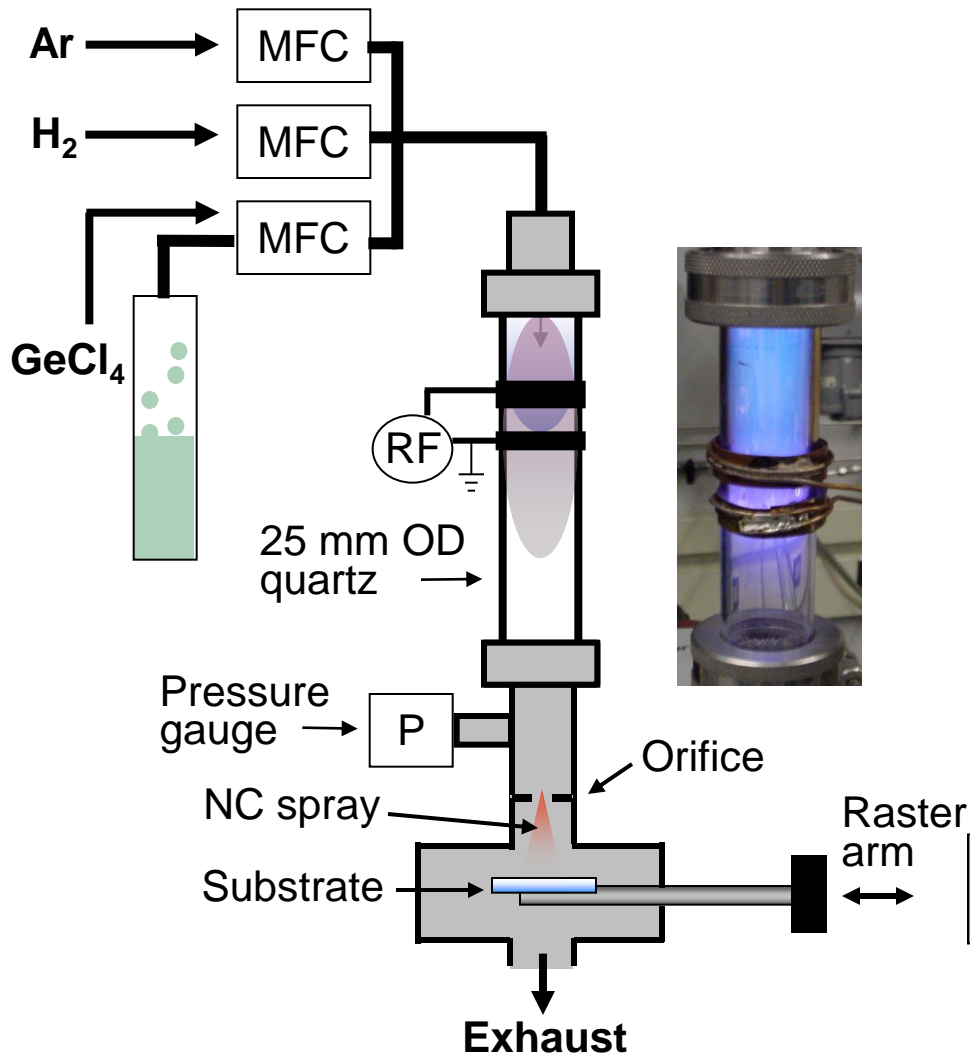 Ar
MFC
H₂
MFC
MFC
GeCl₄
RF
25 mm OD
quartz
Pressure
gauge
P
Orifice
NC spray
Raster
arm
Substrate
Exhaust